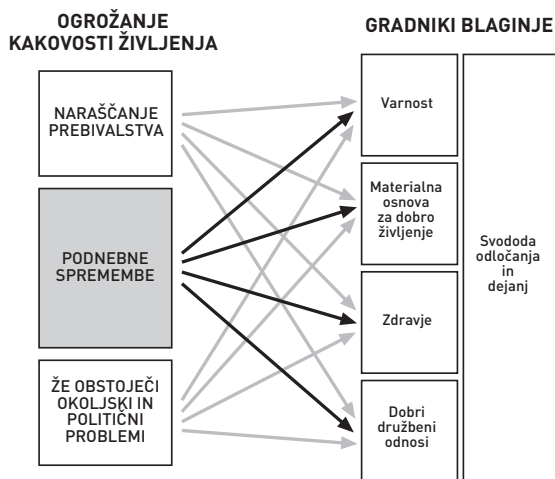 OGROŽANJE
KAKOVOSTI ŽIVLJENJA
GRADNIKI BLAGINJE
NARAŠČANJE
PREBIVALSTVA
PODNEBNE
SPREMEMBE
ŽE OBSTOJEČI
OKOLJSKI IN
POLITIČNI
PROBLEMI
Varnost
Materialna
osnova
za dobro
življenje
Zdravje
Dobri
družbeni
odnosi
Svododa
odločanja
in
dejanj